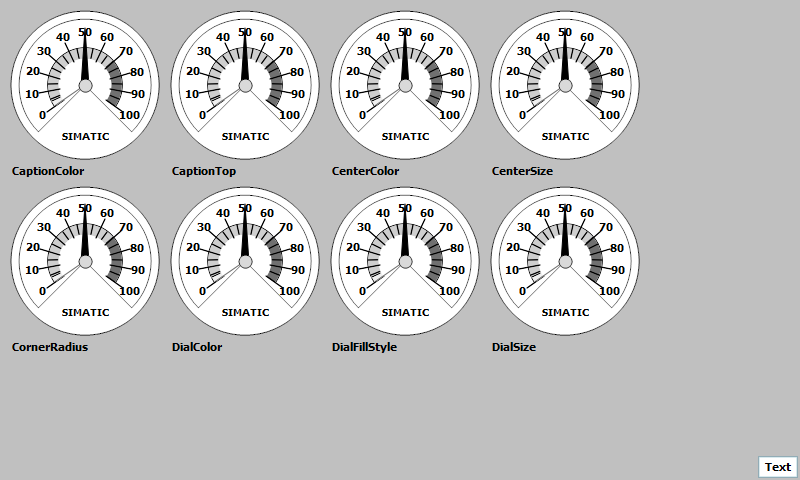 0 10 20 30 40 50 60 70 80 90 100
SIMATIC
0 10 20 30 40 50 60 70 80 90 100
SIMATIC
0 10 20 30 40 50 60 70 80 90 100
SIMATIC
0 10 20 30 40 50 60 70 80 90 100
SIMATIC
CaptionColor CaptionTop CenterColor CenterSize
0 10 20 30 40 50 60 70 80 90 100
SIMATIC
0 10 20 30 40 50 60 70 80 90 100
SIMATIC
0 10 20 30 40 50 60 70 80 90 100
SIMATIC
0 10 20 30 40 50 60 70 80 90 100
SIMATIC
CornerRadius DialColor DialFillStyle DialSize
Text